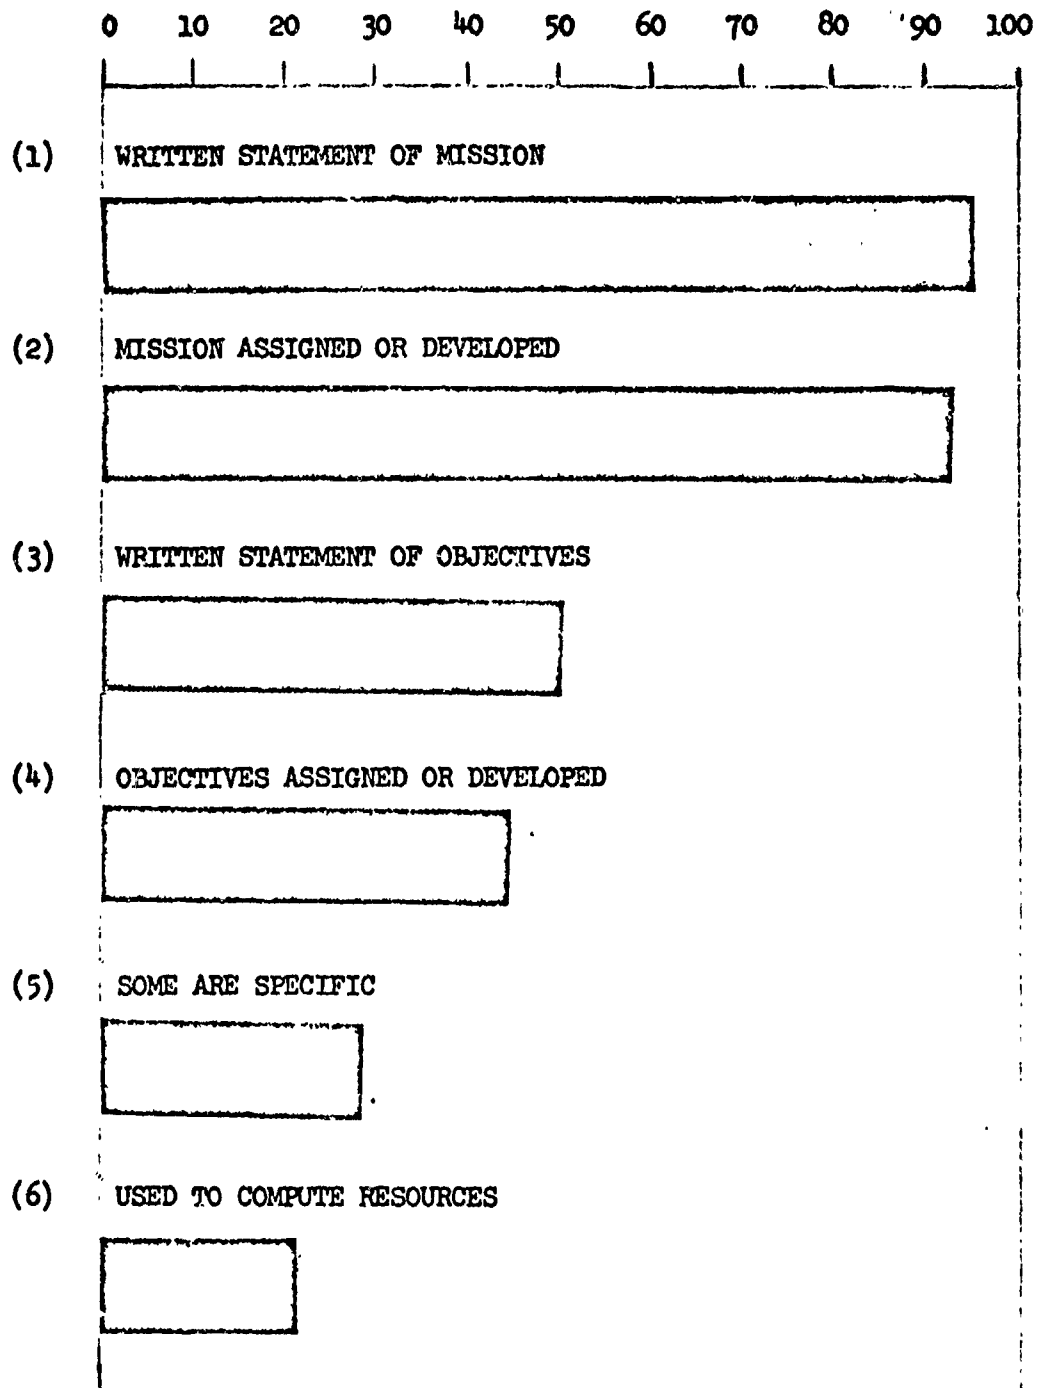 0 10 20 30 40 50 60 70 80 90 100
(1) WRITTEN STATEMENT OF MISSION
(2) MISSION ASSIGNED OR DEVELOPED
(3) WRITTEN STATEMENT OF OBJECTIVES
(4) OBJECTIVES ASSIGNED OR DEVELOPED
(5) SOME ARE SPECIFIC
(6) USED TO COMPUTE RESOURCES